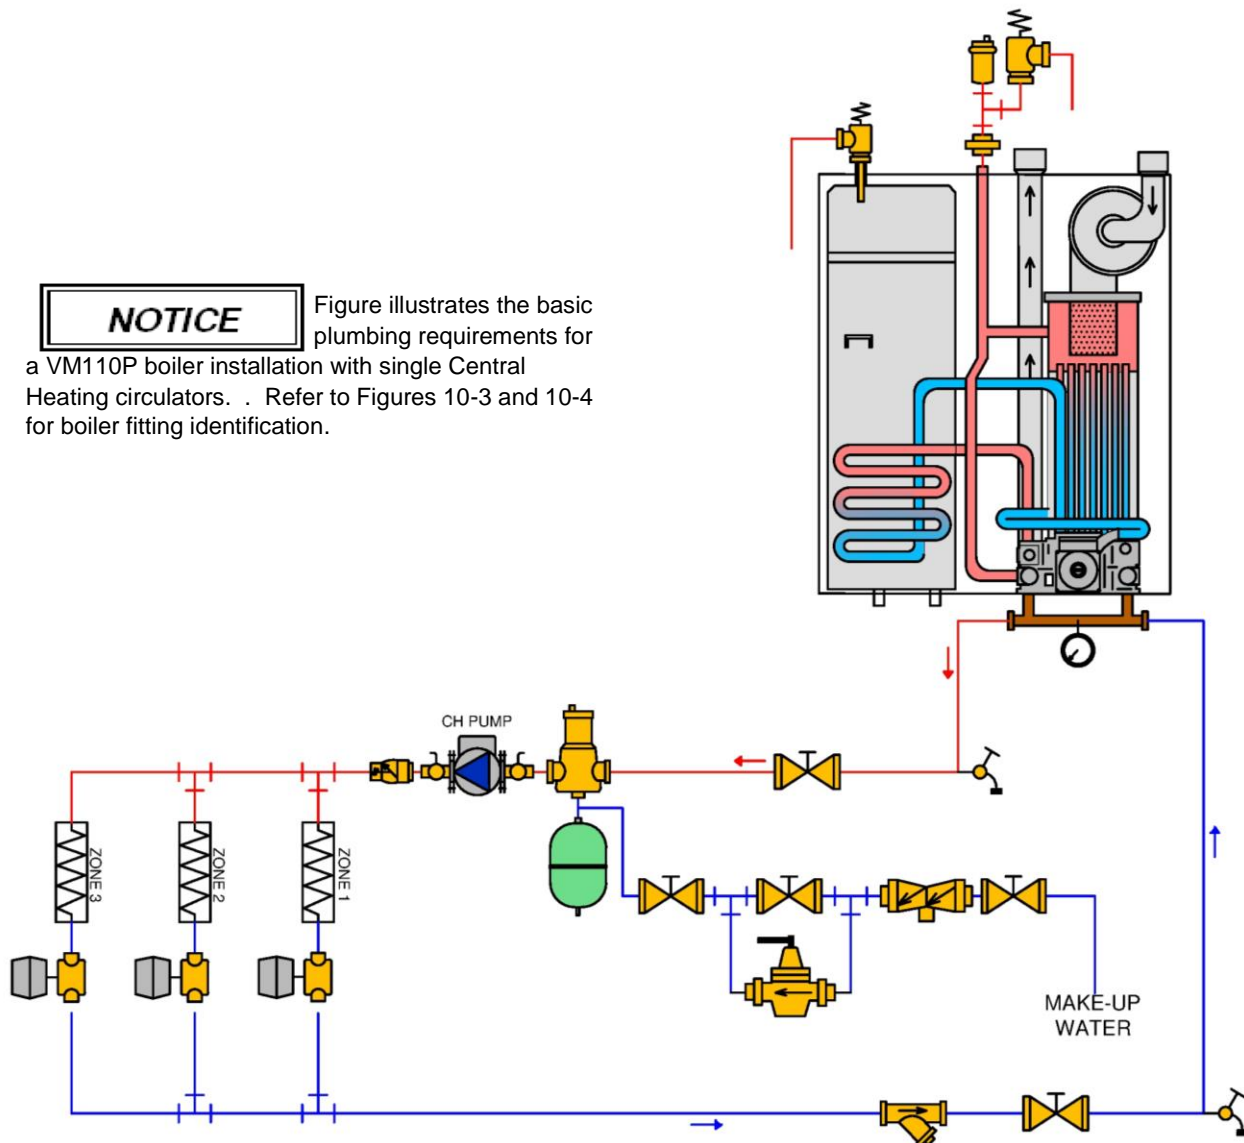 NOTICE
Figure illustrates the basic
plumbing requirements for
a VM110P boiler installation with single Central
Heating circulators. . Refer to Figures 10-3 and 10-4
for boiler fitting identification.
CH PUMP
ZONE 3
ZONE 2
ZONE 1
MAKE-UP
WATER